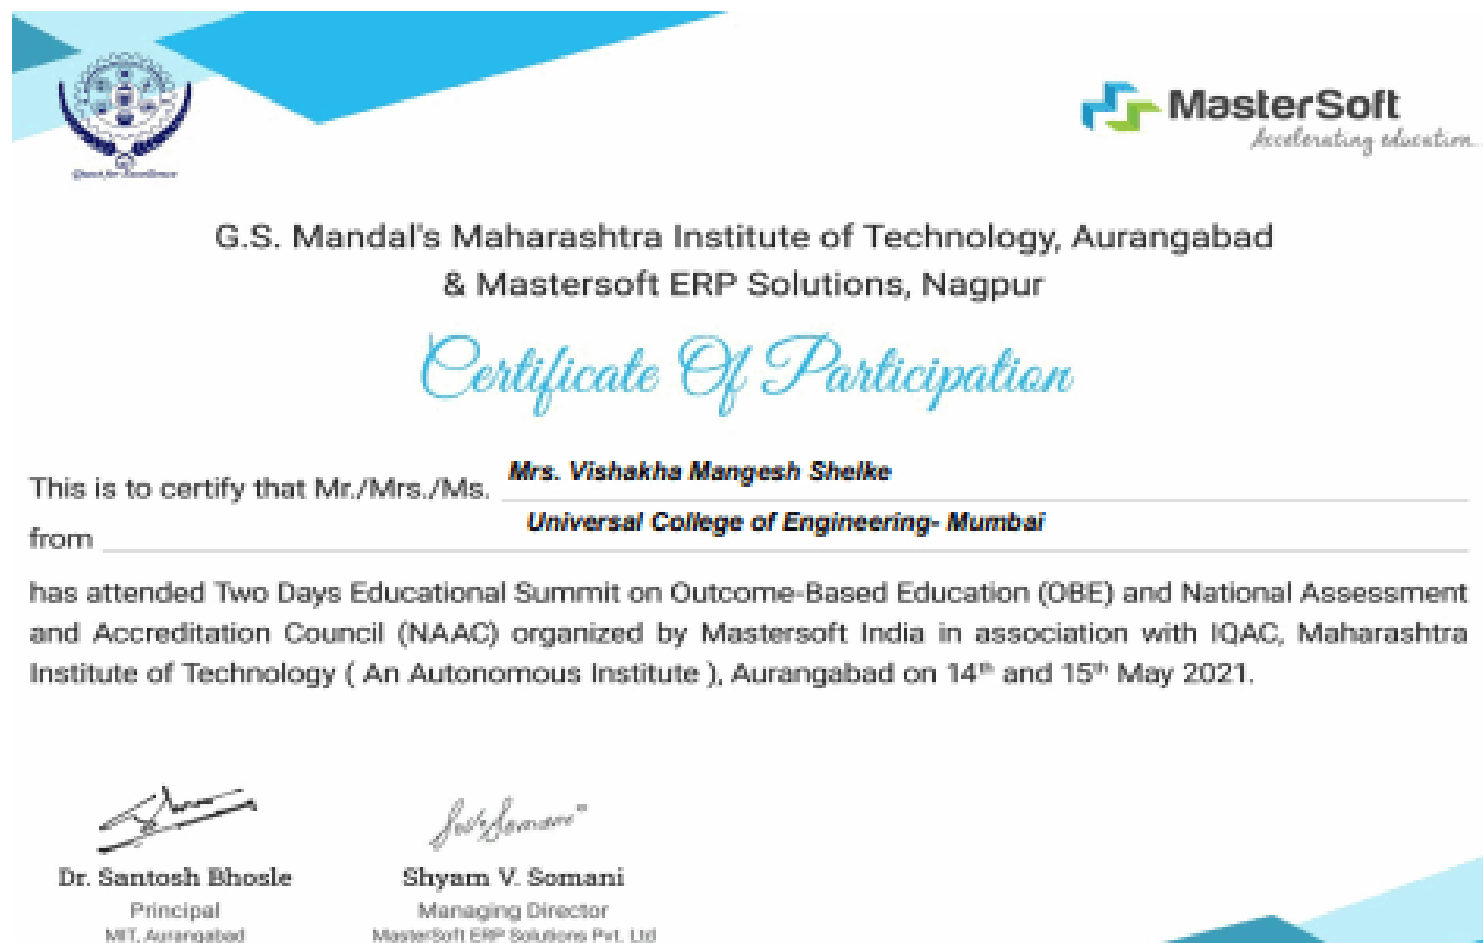 Quest for Excellence
MasterSoft
Accelerating education
G.S. Mandal's Maharashtra Institute of Technology, Aurangabad
& Mastersoft ERP Solutions, Nagpur
Certificate Of Participation
This is to certify that Mr./Mrs./Ms. Mrs. Vishakha Mangesh Shelke
from Universal College of Engineering- Mumbai
has attended Two Days Educational Summit on Outcome-Based Education (OBE) and National Assessment
and Accreditation Council (NAAC) organized by Mastersoft India in association with IQAC, Maharashtra
Institute of Technology ( An Autonomous Institute ), Aurangabad on 14th and 15th May 2021.
Dr. Santosh Bhosle
Principal
MIT, Aurangabad
Shyam V. Somani
Managing Director
MasterSoft ERP Solutions Pvt. Ltd